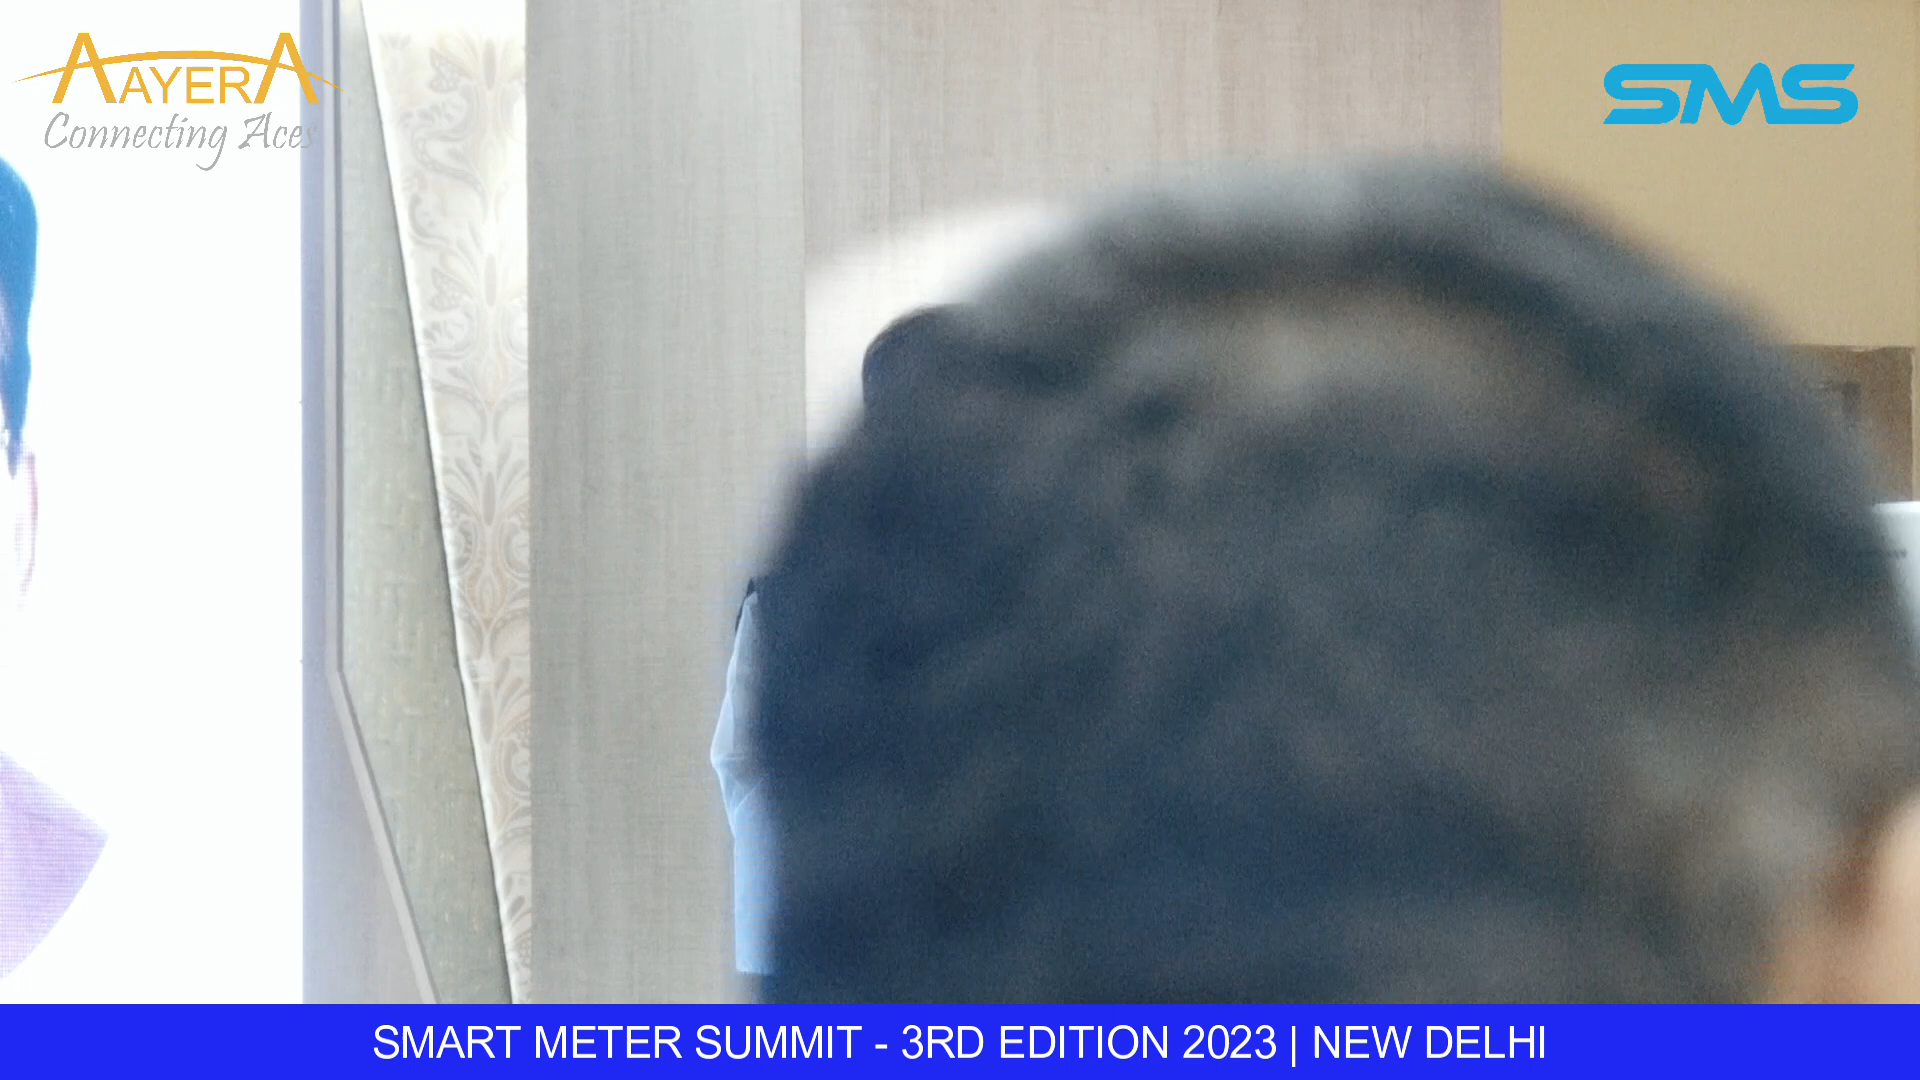 AAYERA
Connecting Aces
SMS
SMART METER SUMMIT - 3RD EDITION 2023 | NEW DELHI